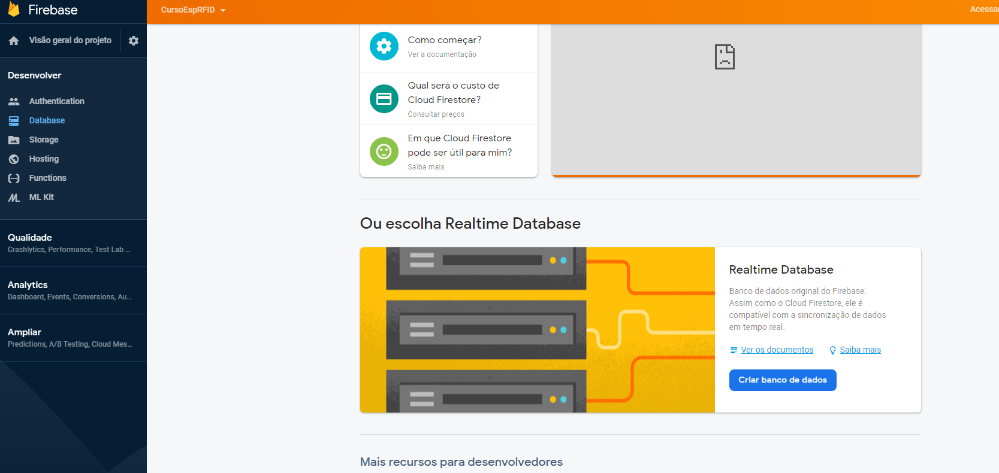 Firebase
CursoEspRFID
Visão geral do projeto
Desenvolver
Authentication
Database
Storage
Hosting
Functions
ML Kit
Qualidade
Crashlytics, Performance, Test Lab ...
Analytics
Dashboard, Events, Conversions, Au...
Ampliar
Predictions, A/B Testing, Cloud Mes...
Como começar?
Ver a documentação
Qual será o custo de
Cloud Firestore?
Consultar preços
Em que Cloud Firestore
pode ser útil para mim?
Saiba mais
Ou escolha Realtime Database
Realtime Database
Banco de dados original do Firebase.
Assim como o Cloud Firestore, ele é
compatível com a sincronização de dados
em tempo real.
Ver os documentos
Saiba mais
Criar banco de dados
Mais recursos para desenvolvedores